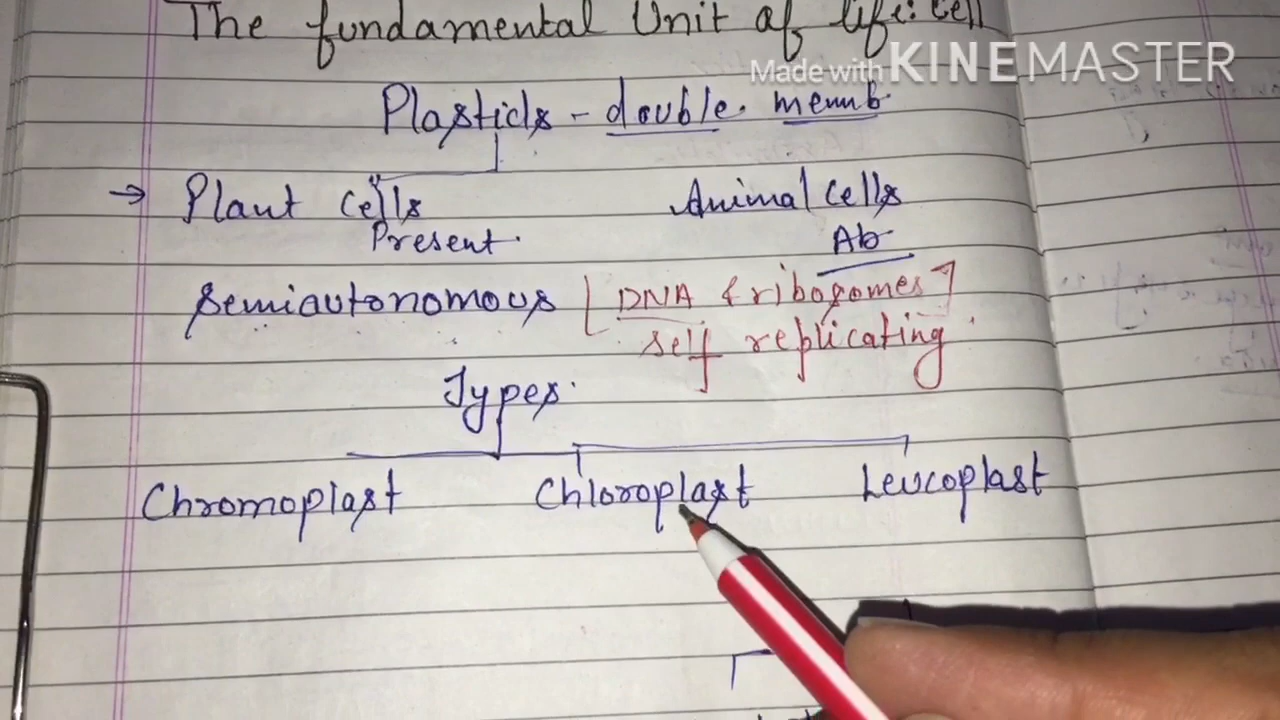 The fundamental Unit of life: Cell
Made with KINEMASTER
Plastids - double memb.
→ Plant Cells Animal Cells
Present. Ab
Semiautonomous [DNA & ribosomes]
self replicating
Types
Chromoplast Chloroplast Leucoplast